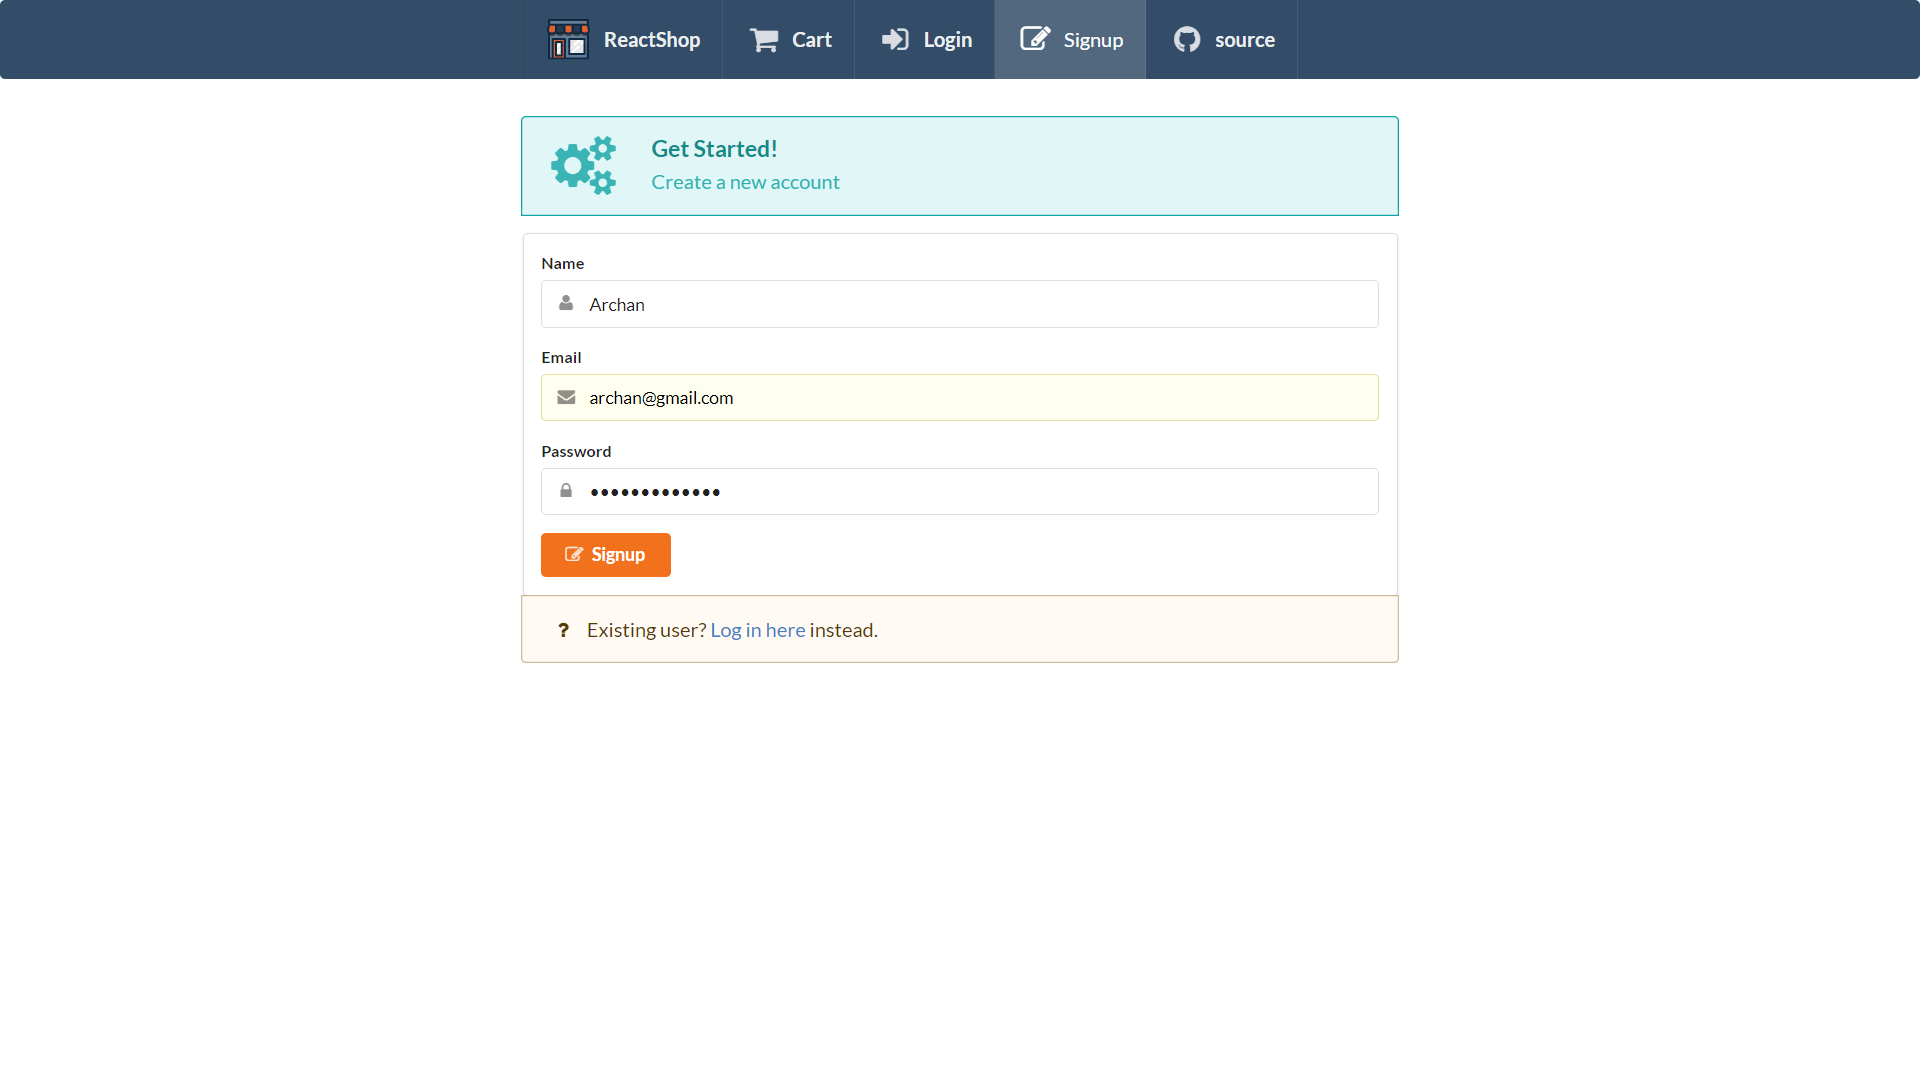 ReactShop Cart Login Signup source
Get Started!
Create a new account
Name
Archan
Email
archan@gmail.com
Password
•••••••••••••
Signup
? Existing user? Log in here instead.